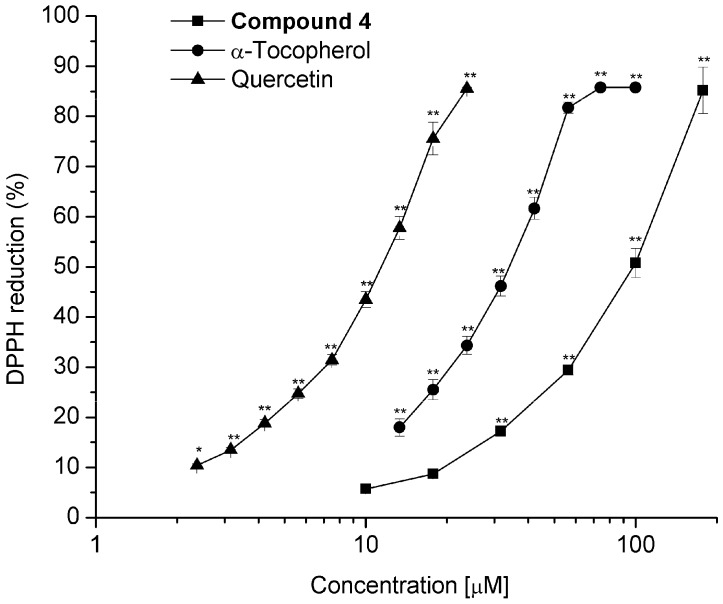 Compound 4
α-Tocopherol
Quercetin
DPPH reduction (%)
100
90
80
70
60
50
40
30
20
10
0
** ** ** ** **
** ** **
** **
** ** **
** ** **
** ** **
* **
1 10 100
Concentration [μM]